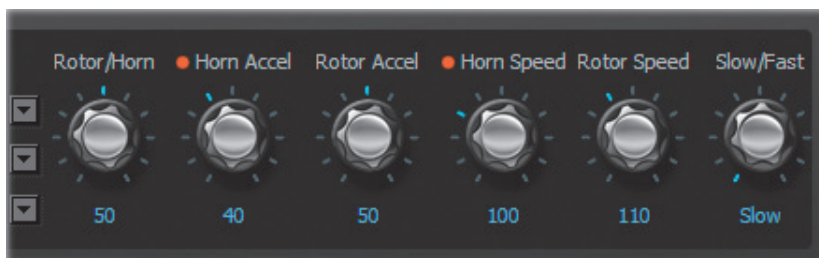 Rotor/Horn Horn Accel Rotor Accel Horn Speed Rotor Speed Slow/Fast
50 40 50 100 110 Slow